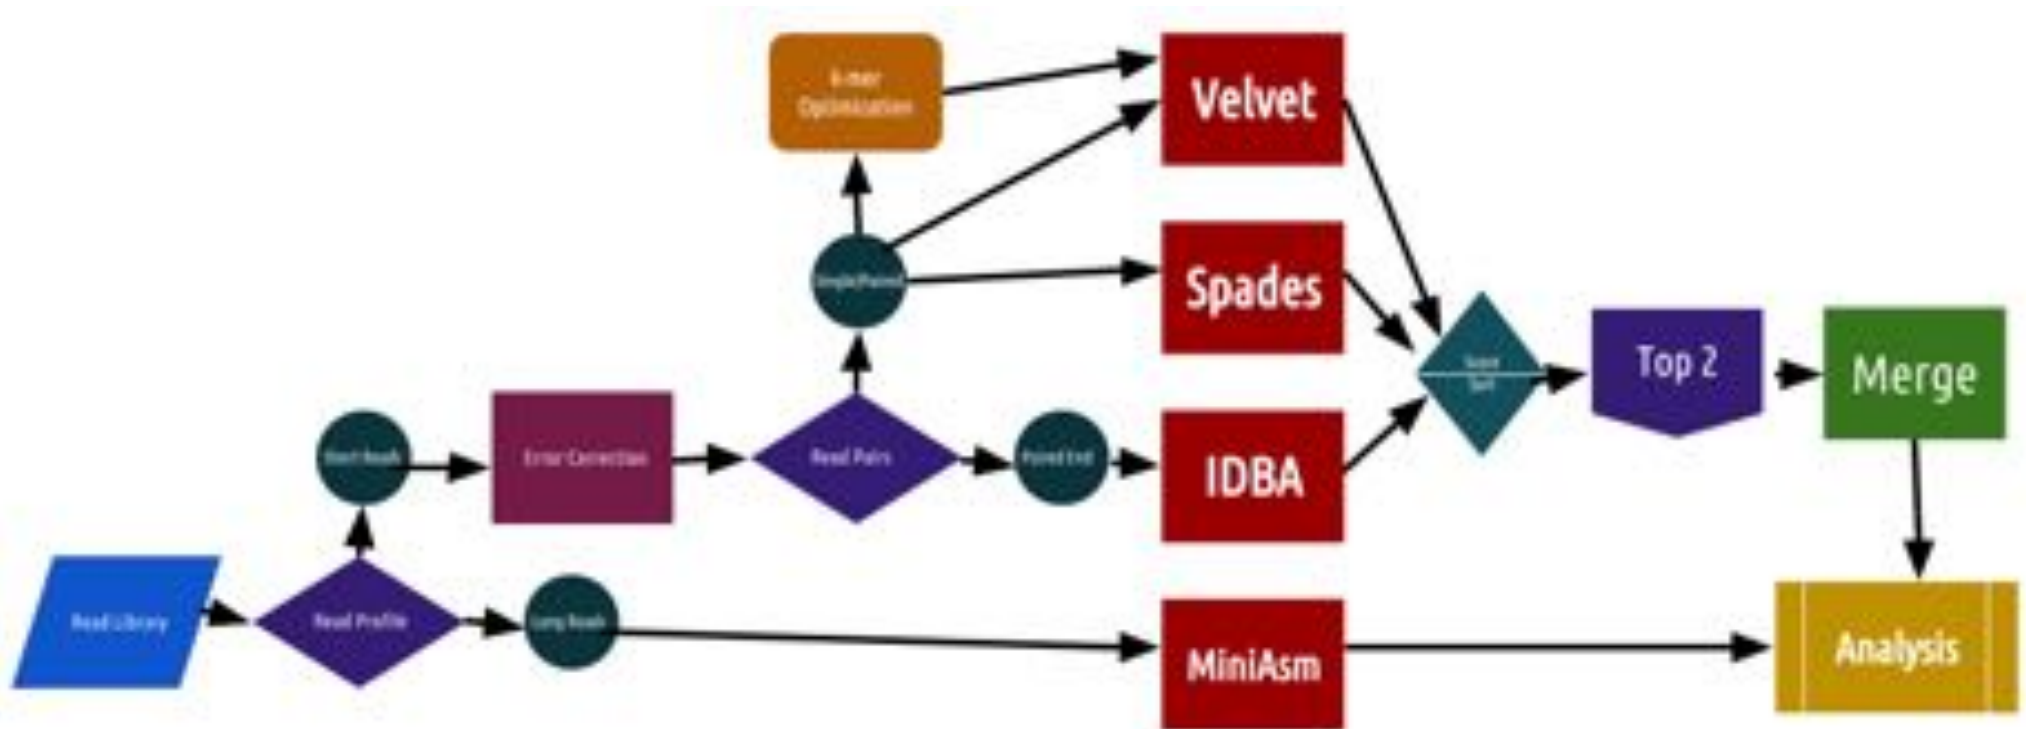 Optimization
Velvet
Spades
Top 2
Merge
Short Reads
Error Correction
Read Pairs
Paired End
IDBA
Read Library
Read Profile
Long Reads
MiniAsm
Analysis